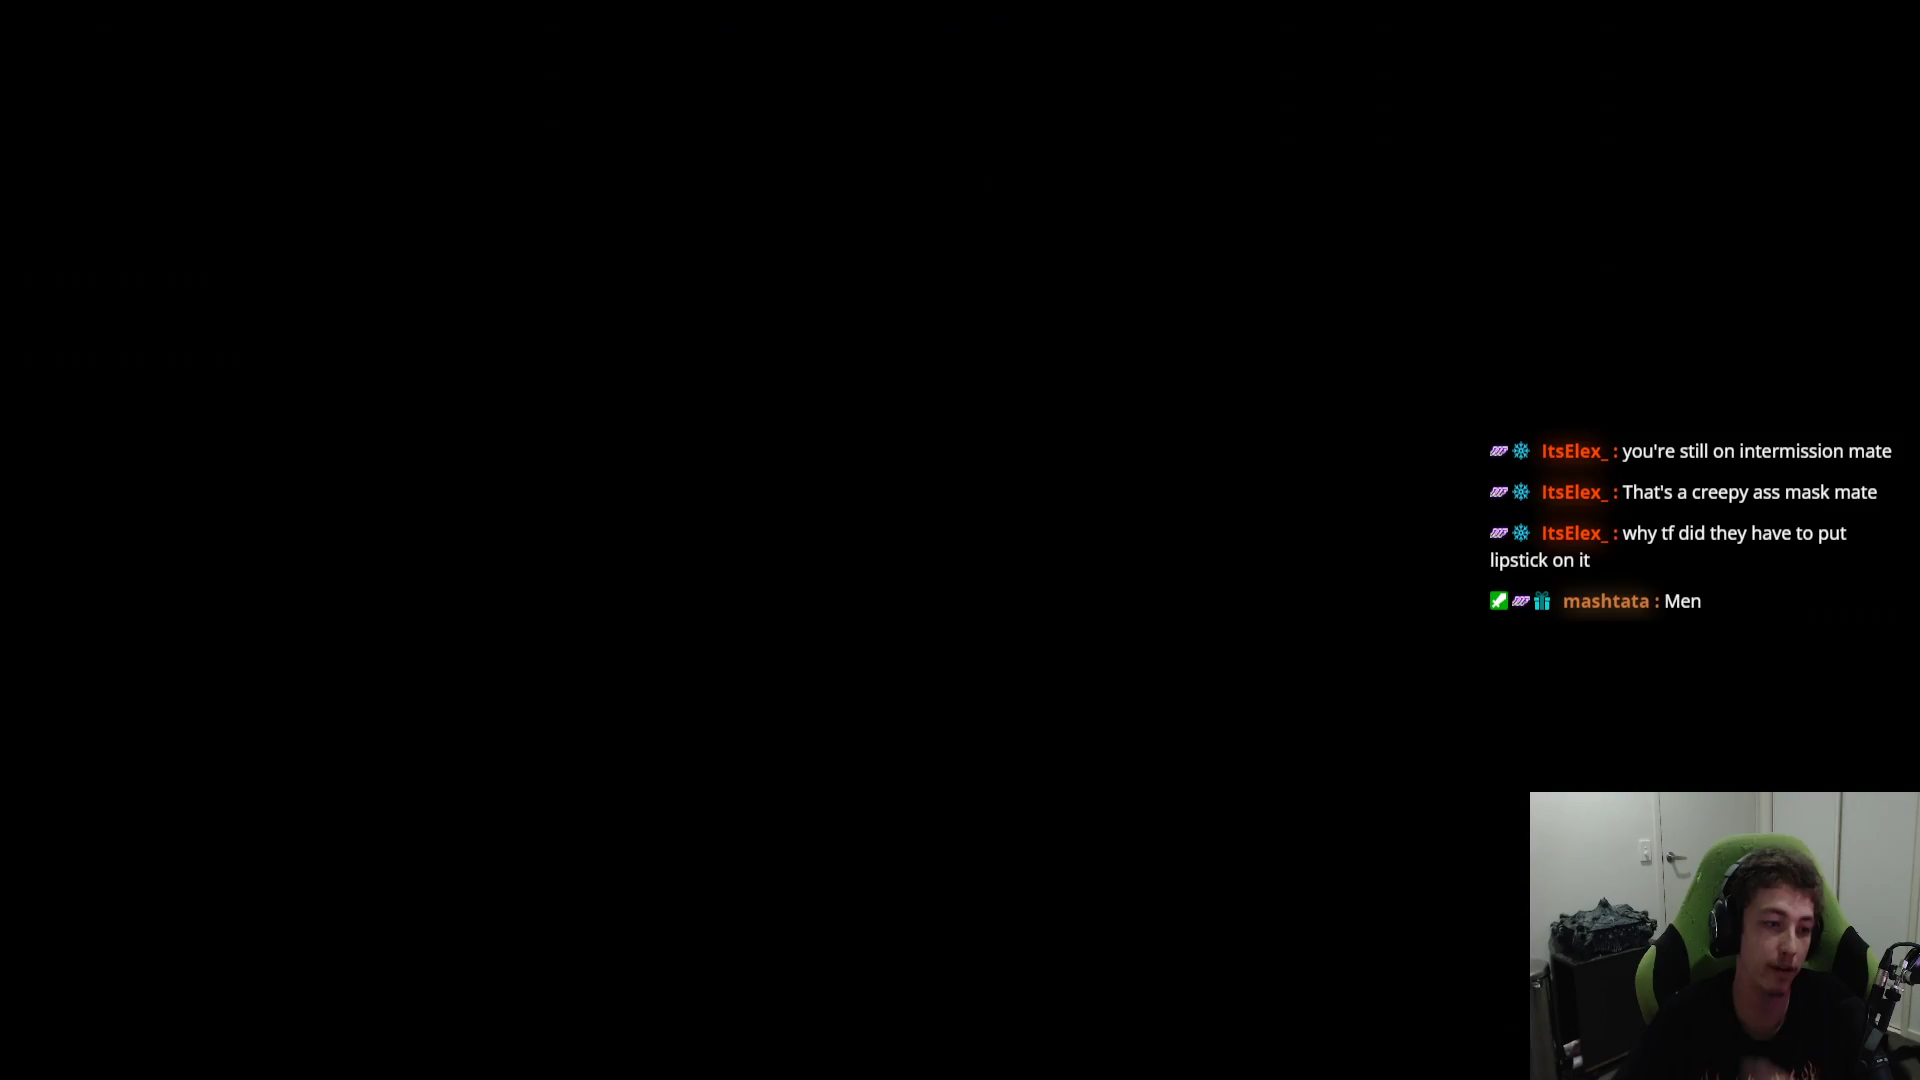 ItsElex_ : you're still on intermission mate
ItsElex_ : That's a creepy ass mask mate
ItsElex_ : why tf did they have to put
lipstick on it
mashtata : Men